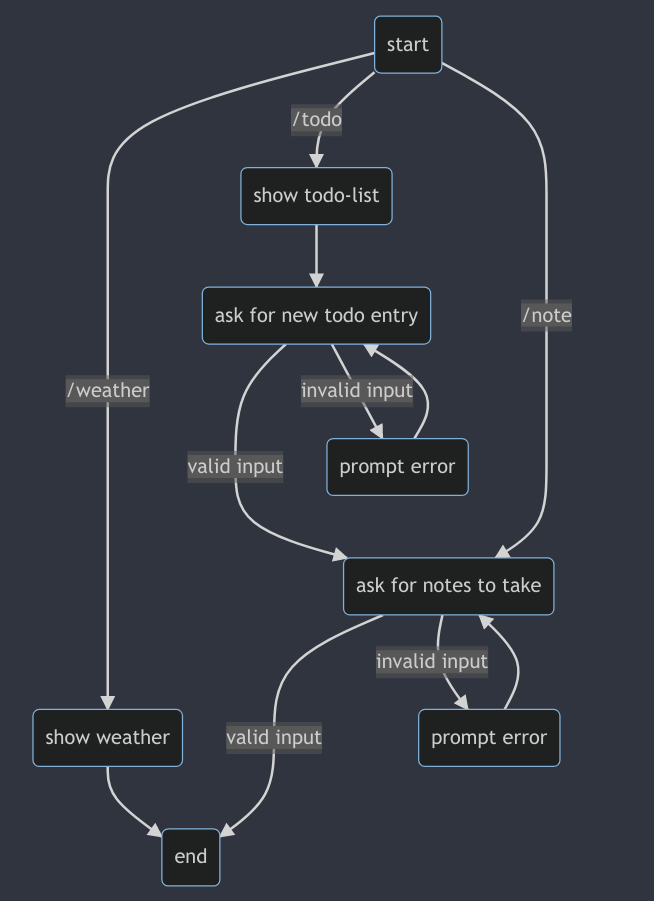 start
/todo
show todo-list
ask for new todo entry
/note
/weather
invalid input
valid input
prompt error
ask for notes to take
invalid input
show weather
valid input
prompt error
end